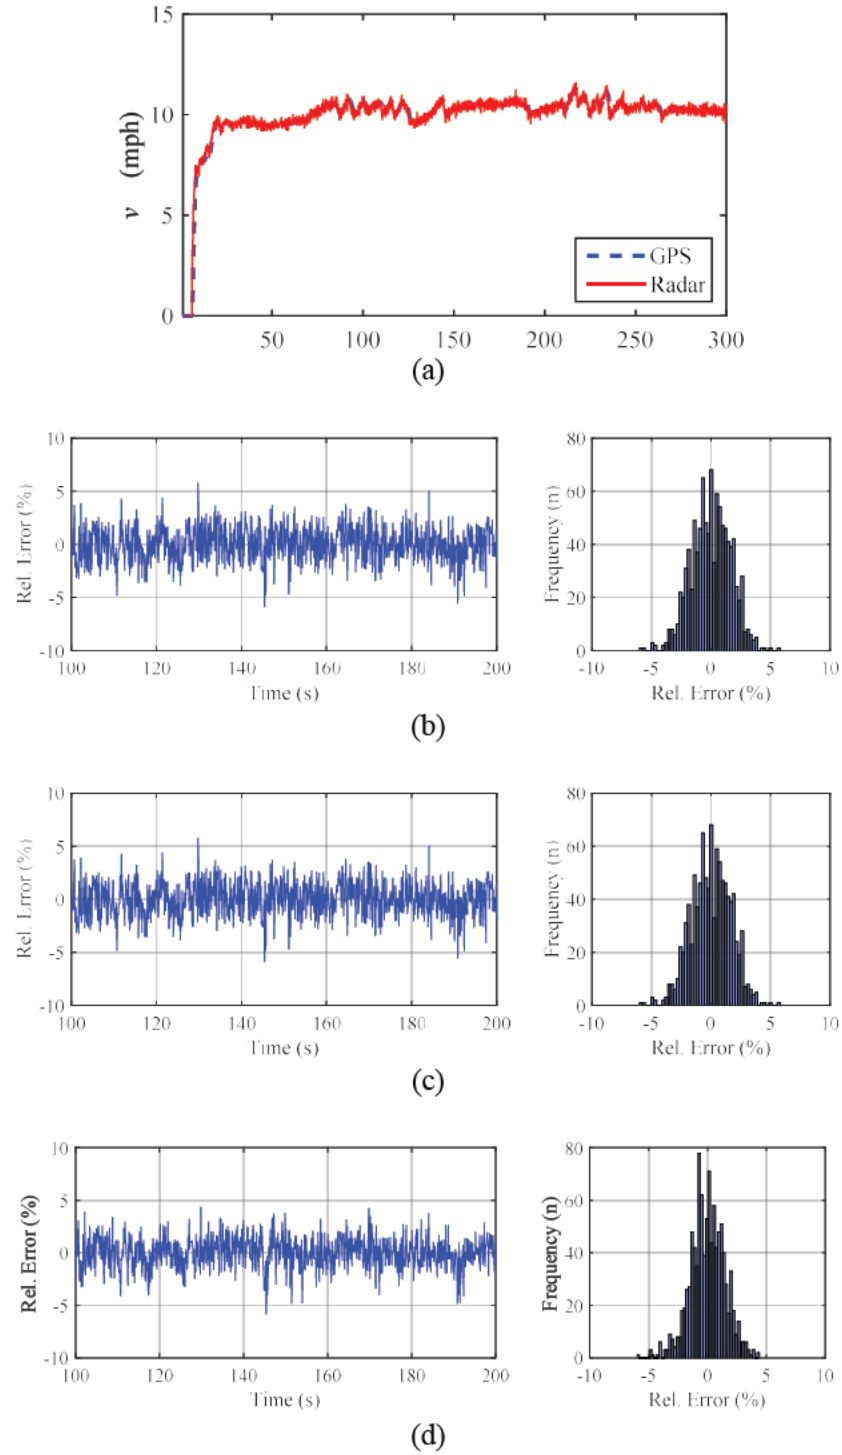 15
10
5
0
v (mph)
GPS
Radar
50 100 150 200 250 300
(a)
10
5
0
-5
-10
Rel. Error (%)
100 120 140 160 180 200
Time (s)
80
60
40
20
0
Frequency (n)
-10 -5 0 5 10
Rel. Error (%)
(b)
10
5
0
-5
-10
Rel. Error (%)
100 120 140 160 180 200
Time (s)
80
60
40
20
0
Frequency (n)
-10 -5 0 5 10
Rel. Error (%)
(c)
10
5
0
-5
-10
Rel. Error (%)
100 120 140 160 180 200
Time (s)
80
60
40
20
0
Frequency (n)
-10 -5 0 5 10
Rel. Error (%)
(d)